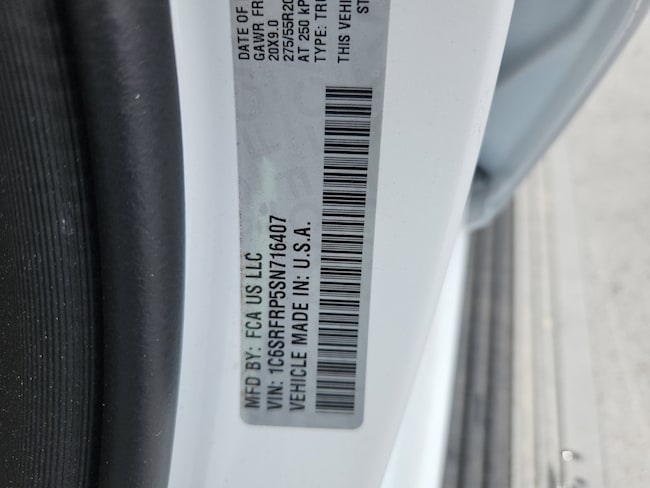 MFD BY: FCA US LLC
VIN: 1C6SRFRP5SN716407
VEHICLE MADE IN: U.S.A.
DATE OF
GAWR FR
20X9.0
275/55R20
AT 250 kP
TYPE: TR
THIS VEHI
ST